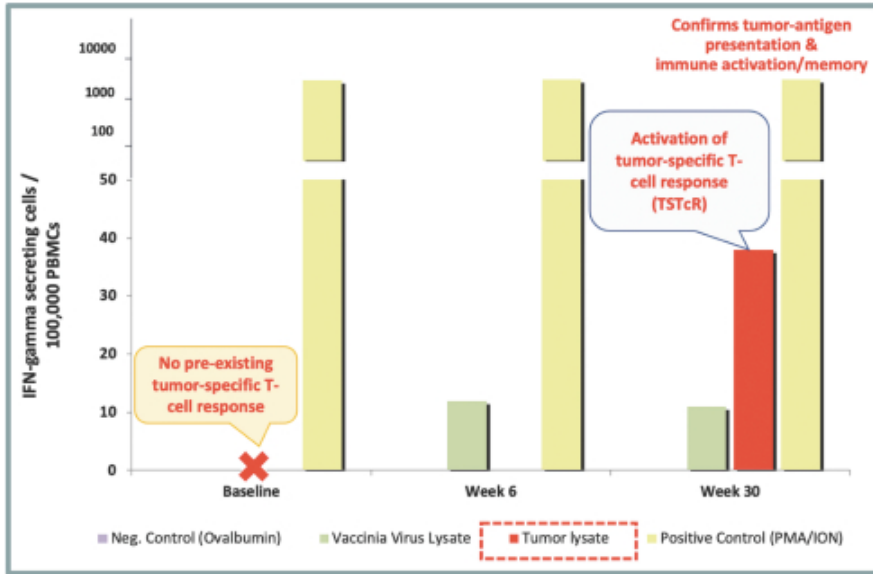 Confirms tumor-antigen
presentation &
immune activation/memory
10000
1000
100
Activation of
tumor-specific T-
cell response
(TSTcR)
50
40
30
20
10
0
IFN-gamma secreting cells /
100,000 PBMCs
No pre-existing
tumor-specific T-
cell response
Baseline
Week 6
Week 30
Neg. Control (Ovalbumin)
Vaccinia Virus Lysate
Tumor lysate
Positive Control (PMA/ION)